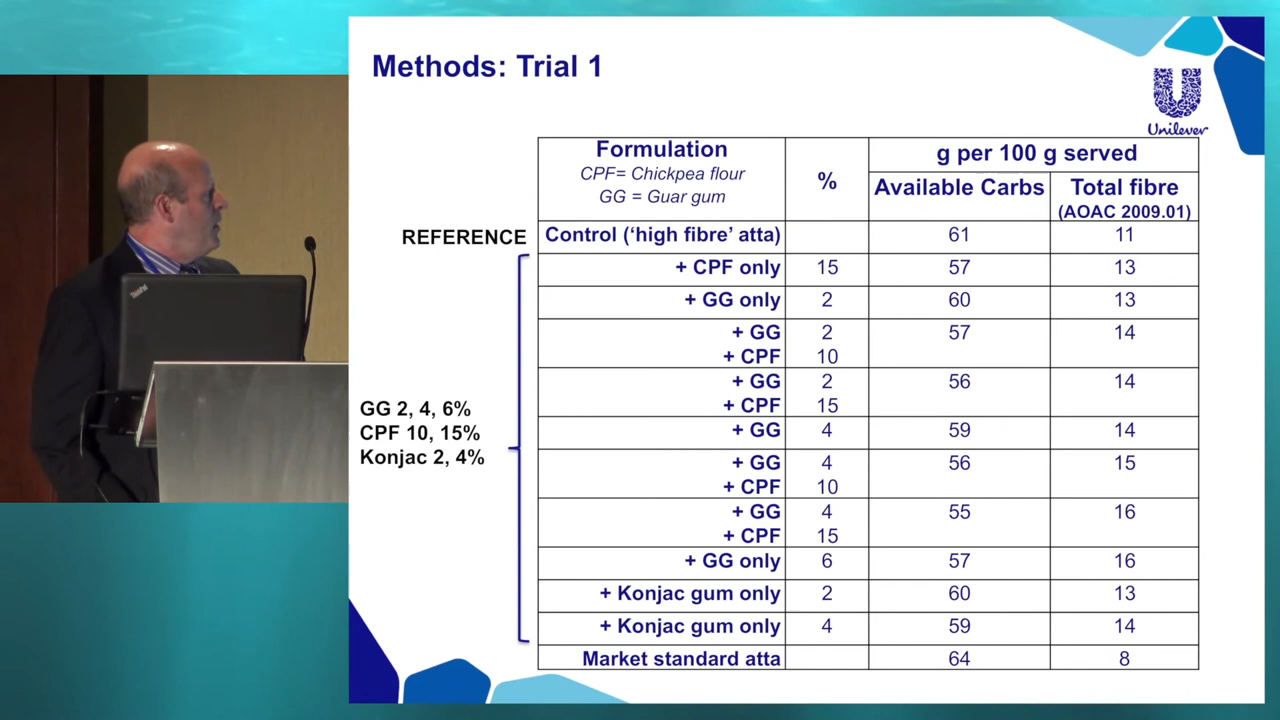 Methods: Trial 1
Unilever
Formulation
CPF= Chickpea flour
GG = Guar gum
%
g per 100 g served
Available Carbs
Total fibre
(AOAC 2009.01)
REFERENCE
Control (‘high fibre’ atta) 61 11
+ CPF only 15 57 13
+ GG only 2 60 13
+ GG 2 57 14
+ CPF 10
+ GG 2 56 14
+ CPF 15
+ GG 4 59 14
+ GG 4 56 15
+ CPF 10
+ GG 4 55 16
+ CPF 15
+ GG only 6 57 16
+ Konjac gum only 2 60 13
+ Konjac gum only 4 59 14
Market standard atta 64 8
GG 2, 4, 6%
CPF 10, 15%
Konjac 2, 4%
ThinkPad